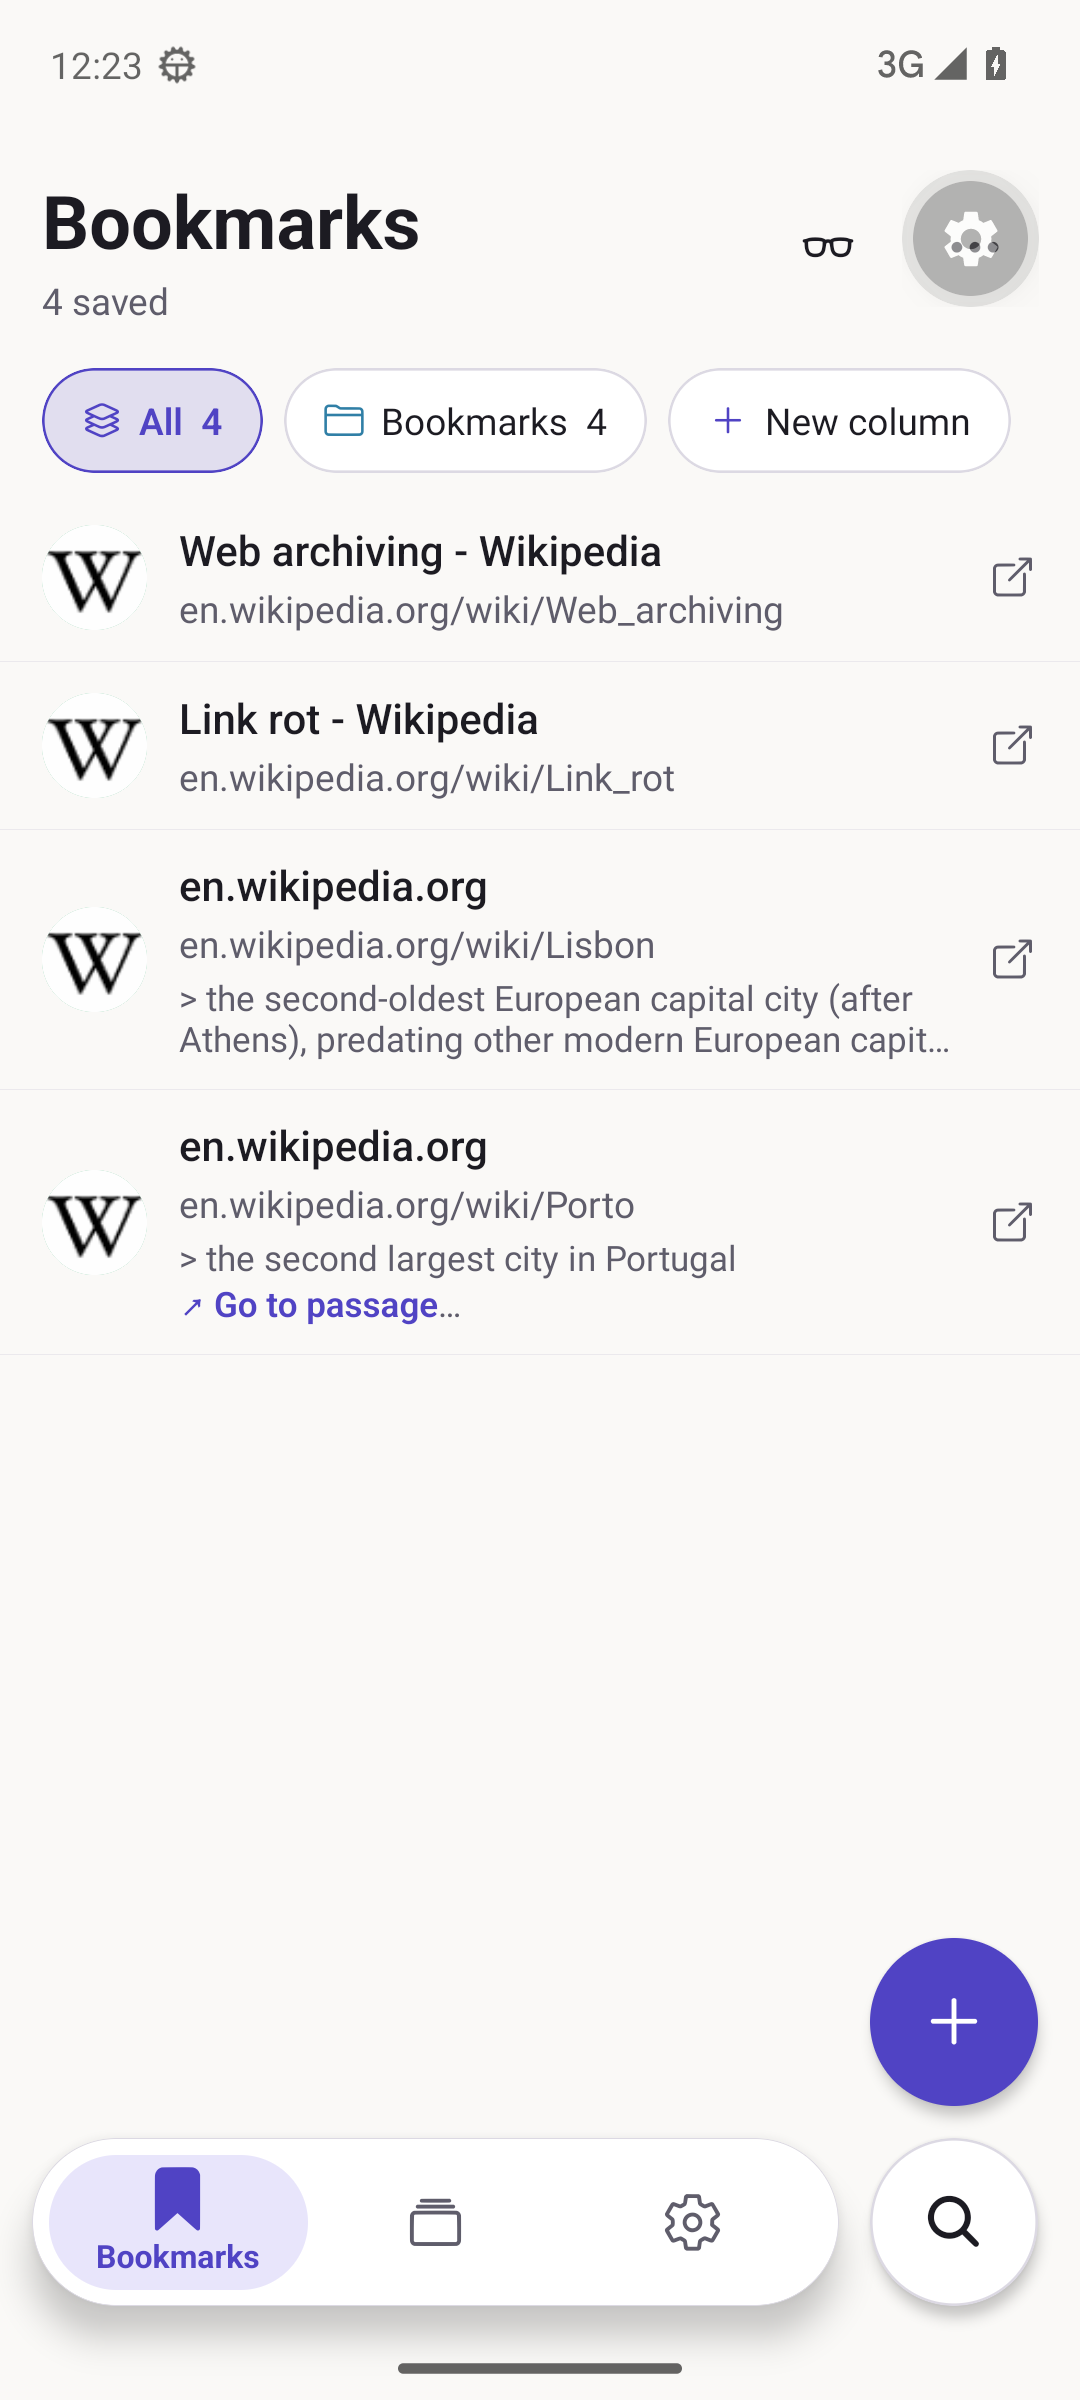 12:23
3G
Bookmarks
4 saved
All 4
Bookmarks 4
New column
Web archiving - Wikipedia
en.wikipedia.org/wiki/Web_archiving
Link rot - Wikipedia
en.wikipedia.org/wiki/Link_rot
en.wikipedia.org
en.wikipedia.org/wiki/Lisbon
> the second-oldest European capital city (after
Athens), predating other modern European capit...
en.wikipedia.org
en.wikipedia.org/wiki/Porto
> the second largest city in Portugal
↗ Go to passage...
Bookmarks